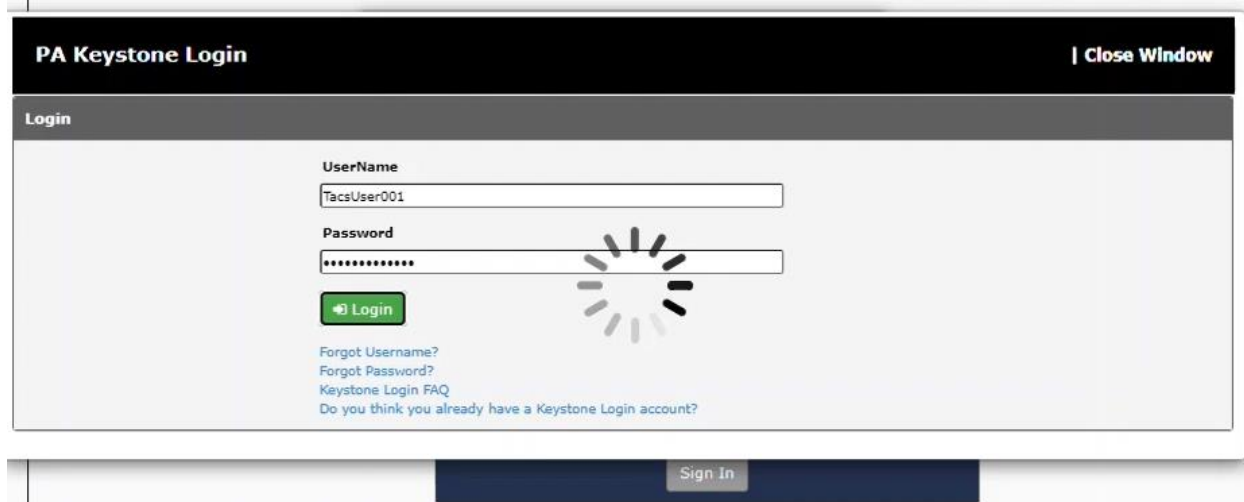 PA Keystone Login
| Close Window
Login
UserName
TacsUser001
Password
•••••••••••••
Login
Forgot Username?
Forgot Password?
Keystone Login FAQ
Do you think you already have a Keystone Login account?
Sign In